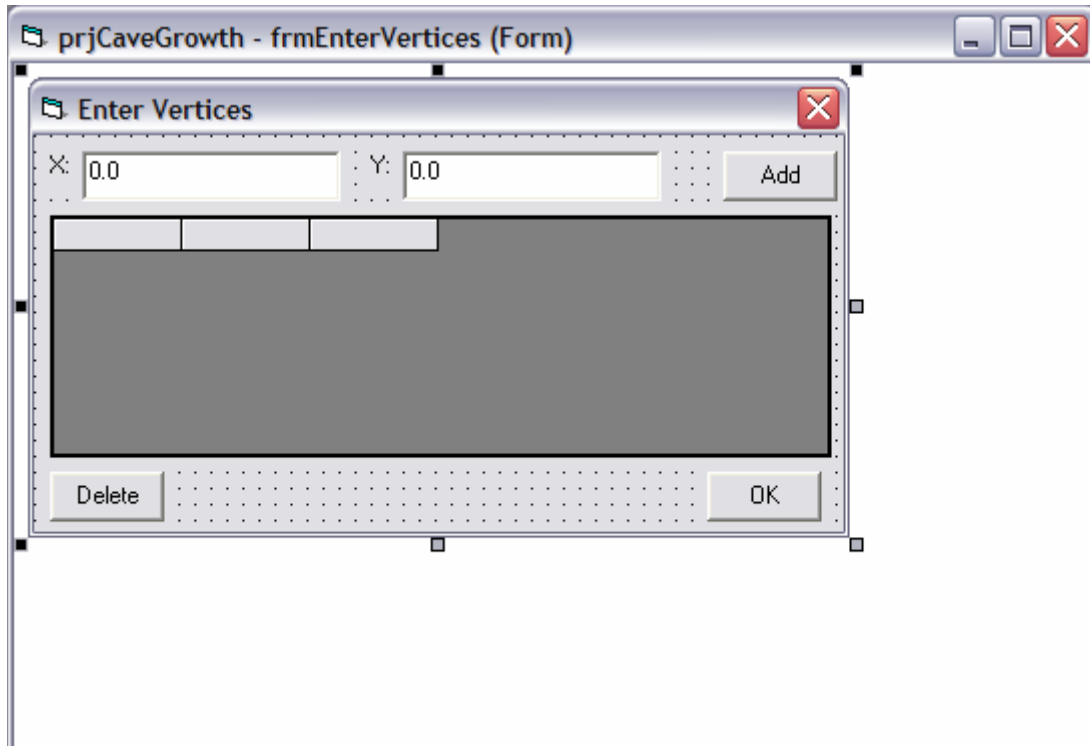 prjCaveGrowth - frmEnterVertices (Form)
Enter Vertices
X: 0.0 Y: 0.0 Add
Delete OK